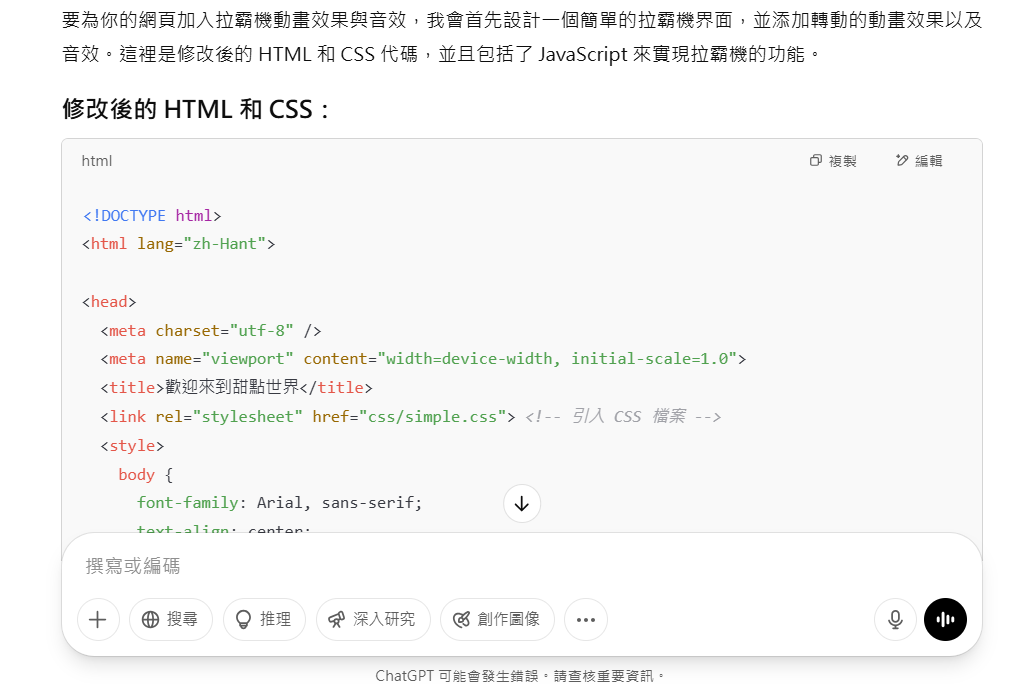 要為你的網頁加入拉霸機動畫效果與音效，我會首先設計一個簡單的拉霸機界面，並添加轉動的動畫效果以及
音效。這裡是修改後的 HTML 和 CSS 代碼，並且包括了 JavaScript 來實現拉霸機的功能。
修改後的 HTML 和 CSS：
html 複製 編輯
<!DOCTYPE html>
<html lang="zh-Hant">
<head>
<meta charset="utf-8" />
<meta name="viewport" content="width=device-width, initial-scale=1.0">
<title>歡迎來到甜點世界</title>
<link rel="stylesheet" href="css/simple.css"> <!-- 引入 CSS 檔案 -->
<style>
body {
font-family: Arial, sans-serif;
text-align: center;
撰寫或編碼
搜尋 推理 深入研究 創作圖像
ChatGPT 可能會發生錯誤。請查核重要資訊。